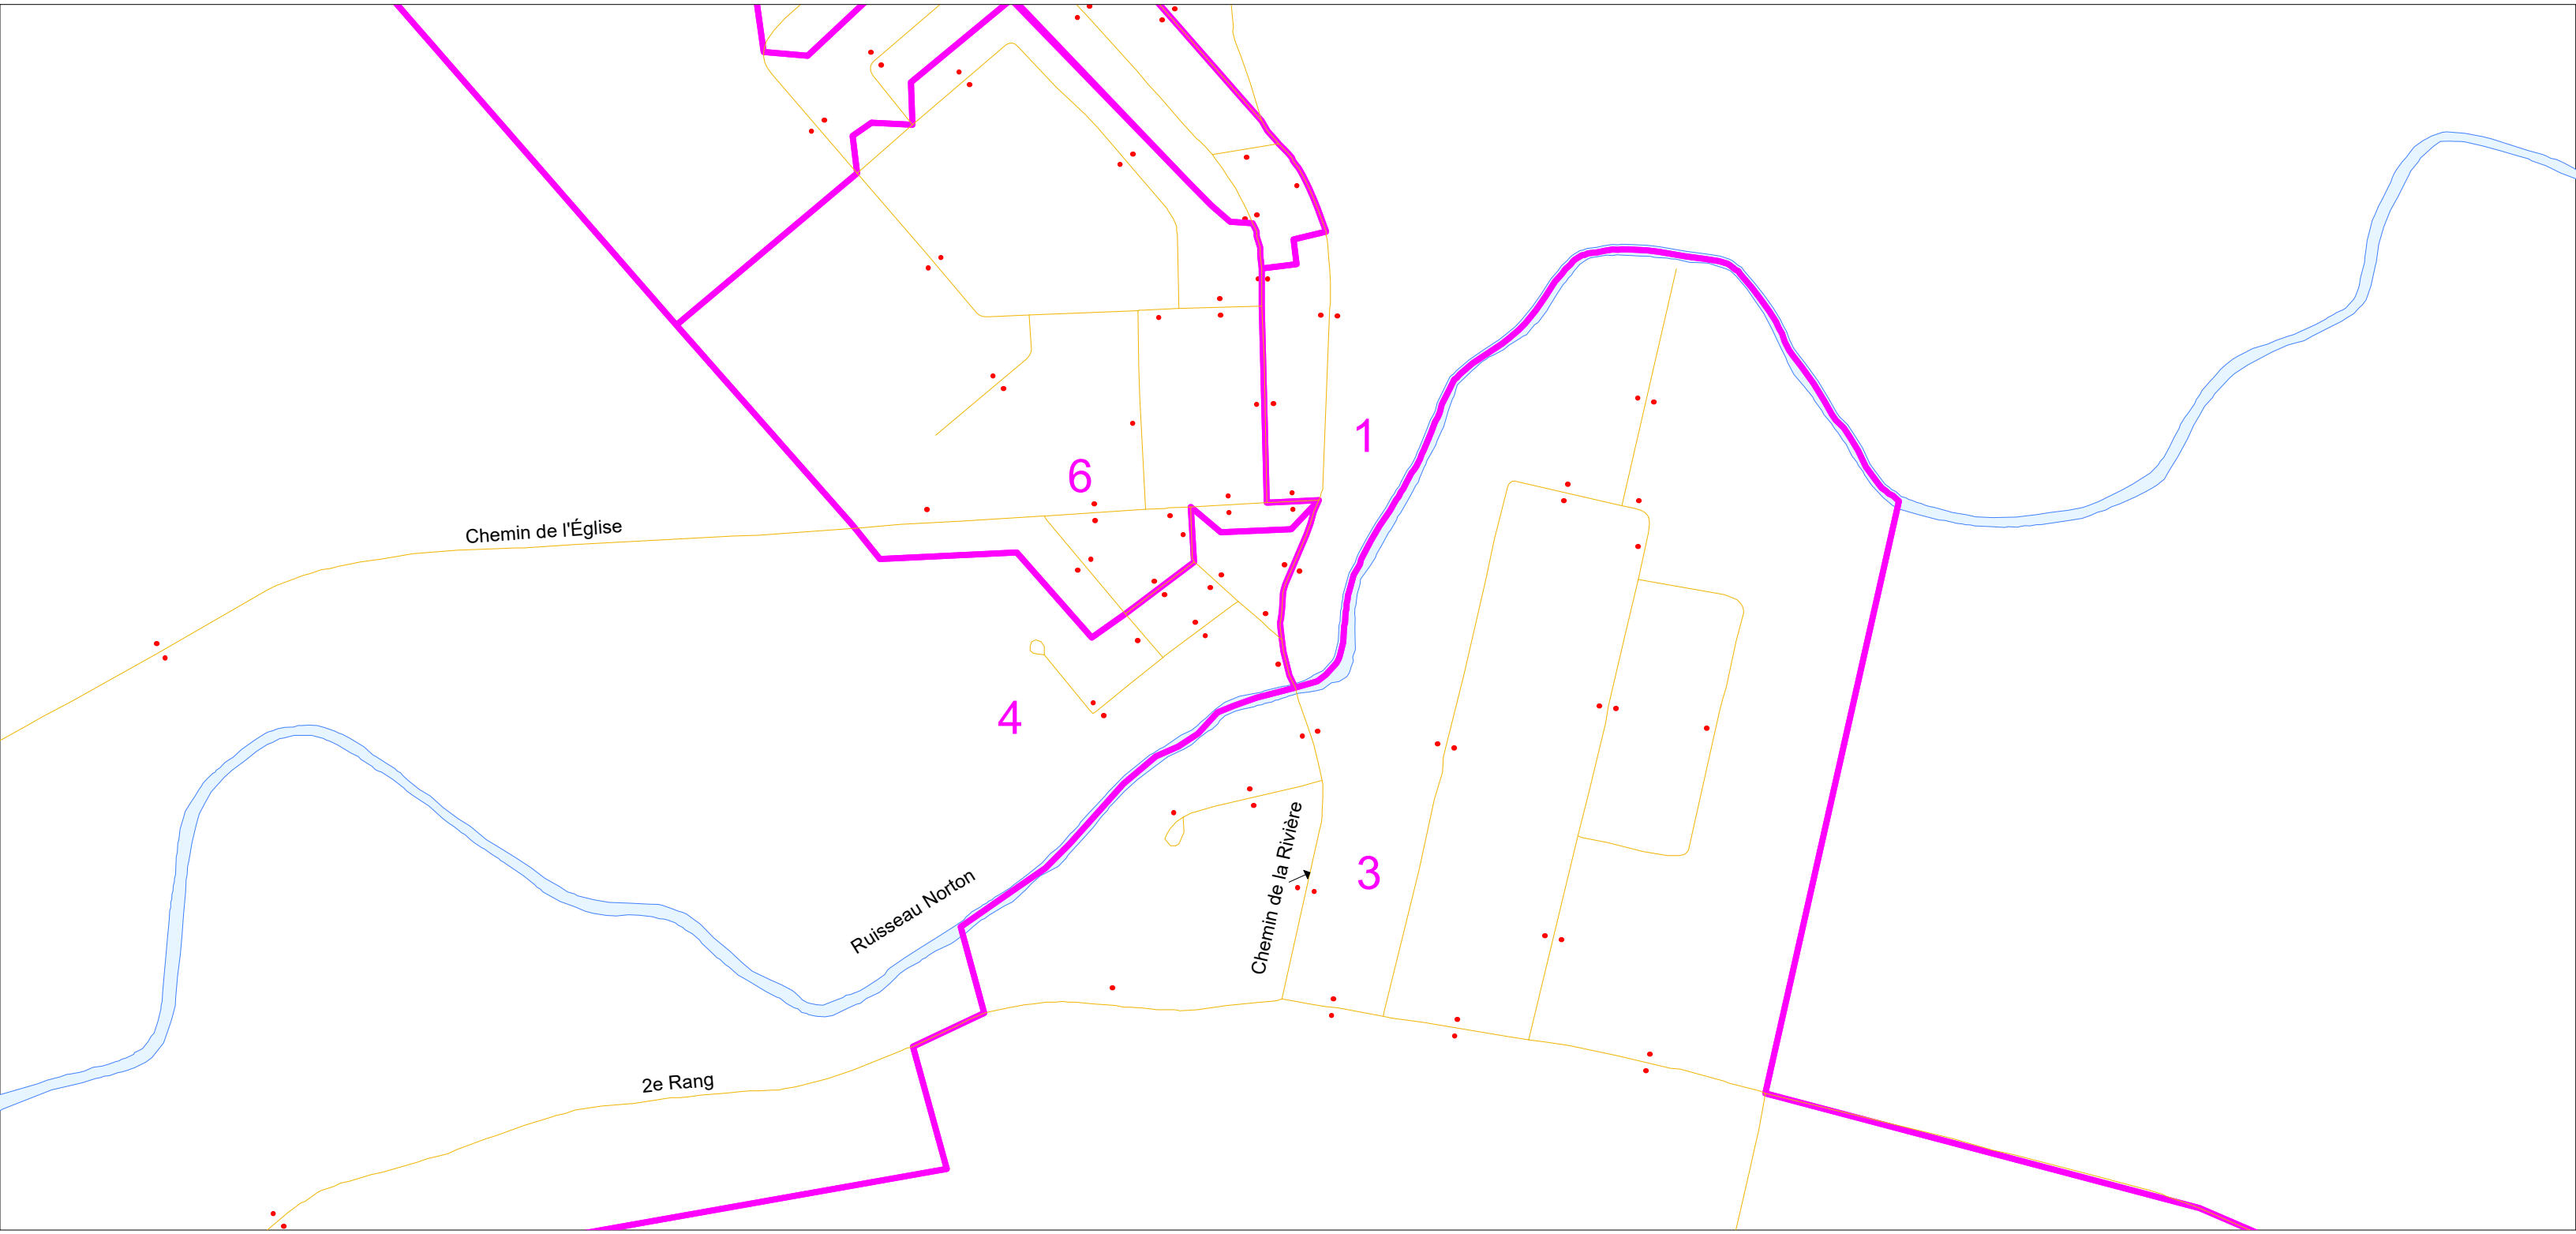 1
6
Chemin de l'Église
4
Chemin de la Rivière
3
Ruisseau Norton
2e Rang